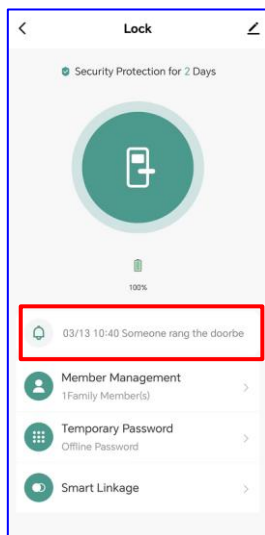 Lock
Security Protection for 2 Days
100%
03/13 10:40 Someone rang the doorbe
Member Management
1Family Member(s)
Temporary Password
Offline Password
Smart Linkage